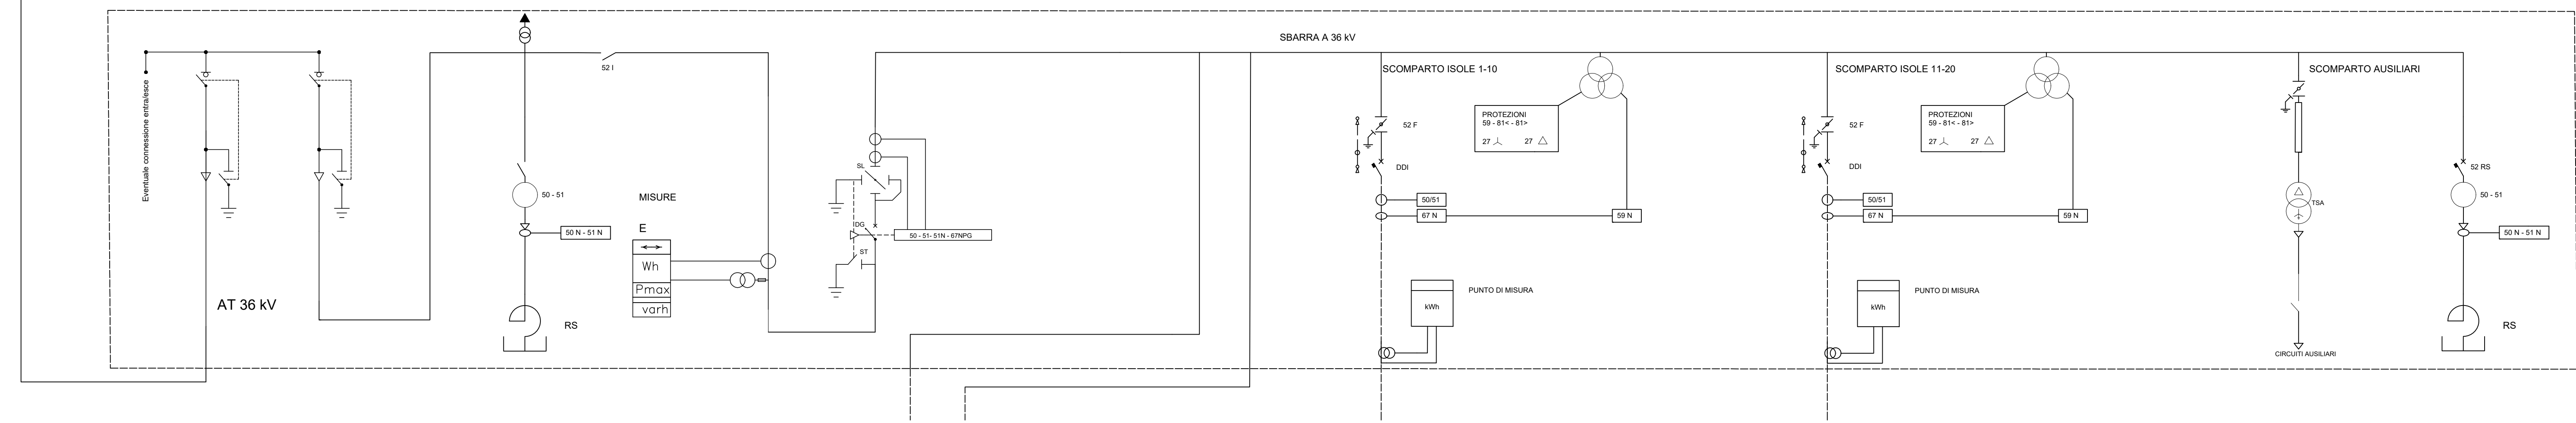 SBARRA A 36 kV
Eventuale connessione entra/esce
AT 36 kV
50 - 51
50 N - 51 N
RS
52 I
MISURE
E
Wh
Pmax
varh
SL
DG
ST
50 - 51- 51N - 67NPG
SCOMPARTO ISOLE 1-10
52 F
DDI
50/51
67 N
59 N
PROTEZIONI
59 - 81< - 81>
27 27
kWh
PUNTO DI MISURA
SCOMPARTO ISOLE 11-20
52 F
DDI
50/51
67 N
59 N
PROTEZIONI
59 - 81< - 81>
27 27
kWh
PUNTO DI MISURA
SCOMPARTO AUSILIARI
TSA
CIRCUITI AUSILIARI
52 RS
50 - 51
50 N - 51 N
RS